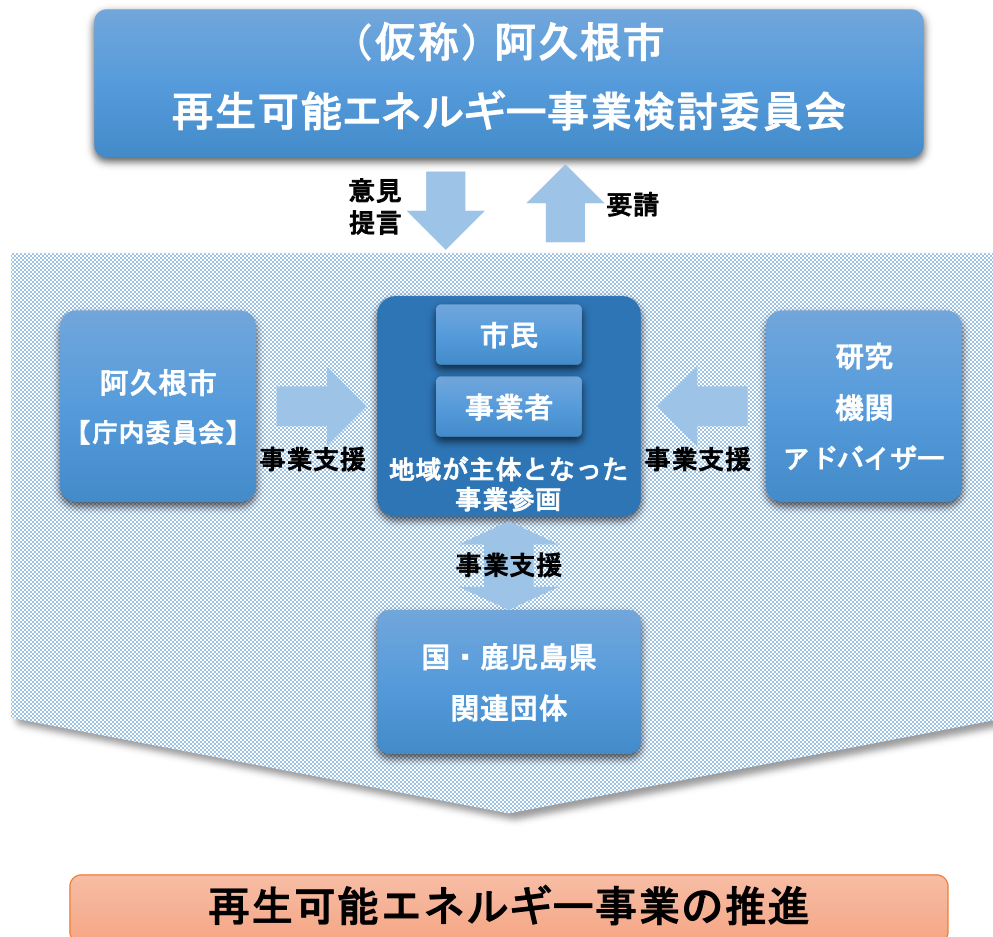 （仮称）阿久根市
再生可能エネルギー事業検討委員会
意見
提言
要請
阿久根市
【庁内委員会】
事業支援
市民
事業者
地域が主体となった
事業参画
事業支援
研究
機関
アドバイザー
事業支援
国・鹿児島県
関連団体
再生可能エネルギー事業の推進